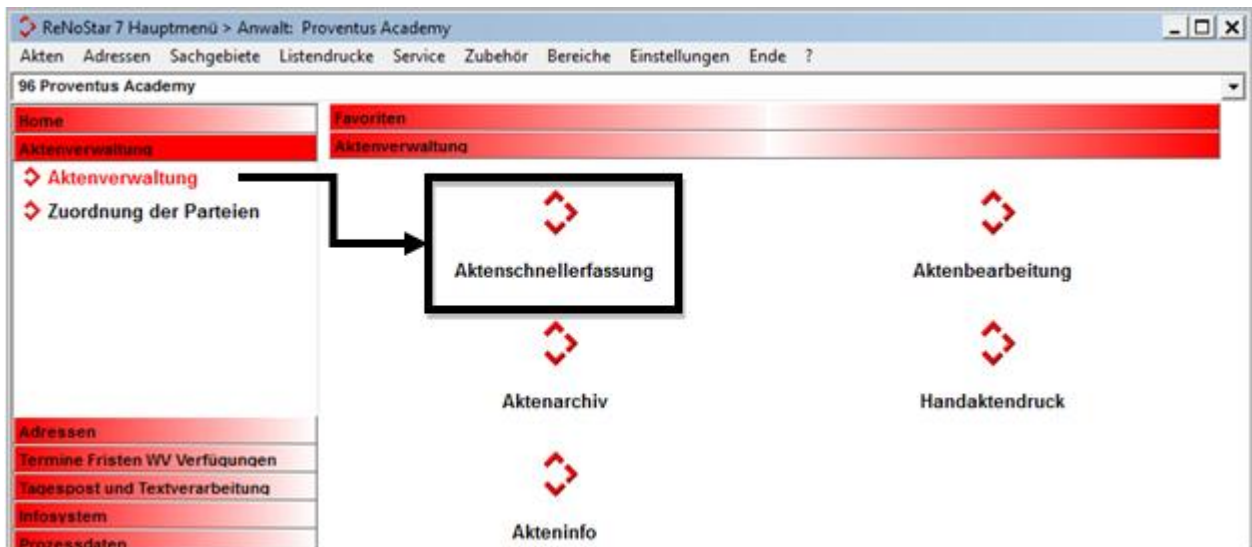 ReNoStar 7 Hauptmenü > Anwalt: Proventus Academy
Akten Adressen Sachgebiete Listendrucke Service Zubehör Bereiche Einstellungen Ende ?
96 Proventus Academy
Home
Aktenverwaltung
Aktenverwaltung
Zuordnung der Parteien
Adressen
Termine Fristen WV Verfügungen
Tagespost und Textverarbeitung
Infosystem
Prozessdaten
Favoriten
Aktenverwaltung
Aktenschnellerfassung
Aktenbearbeitung
Aktenarchiv
Handaktendruck
Akteninfo